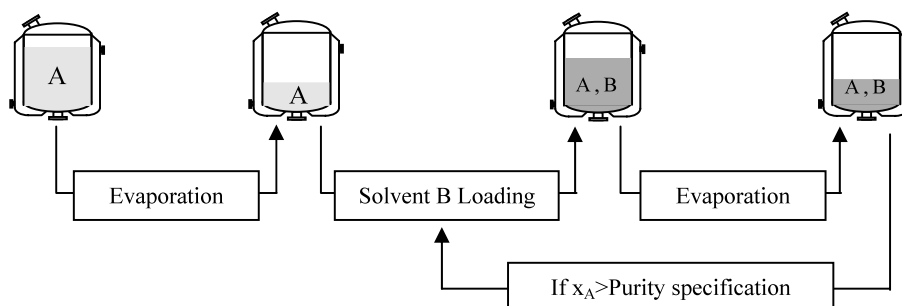 A
A
A , B
A , B
Evaporation
Solvent B Loading
Evaporation
If x_A>Purity specification